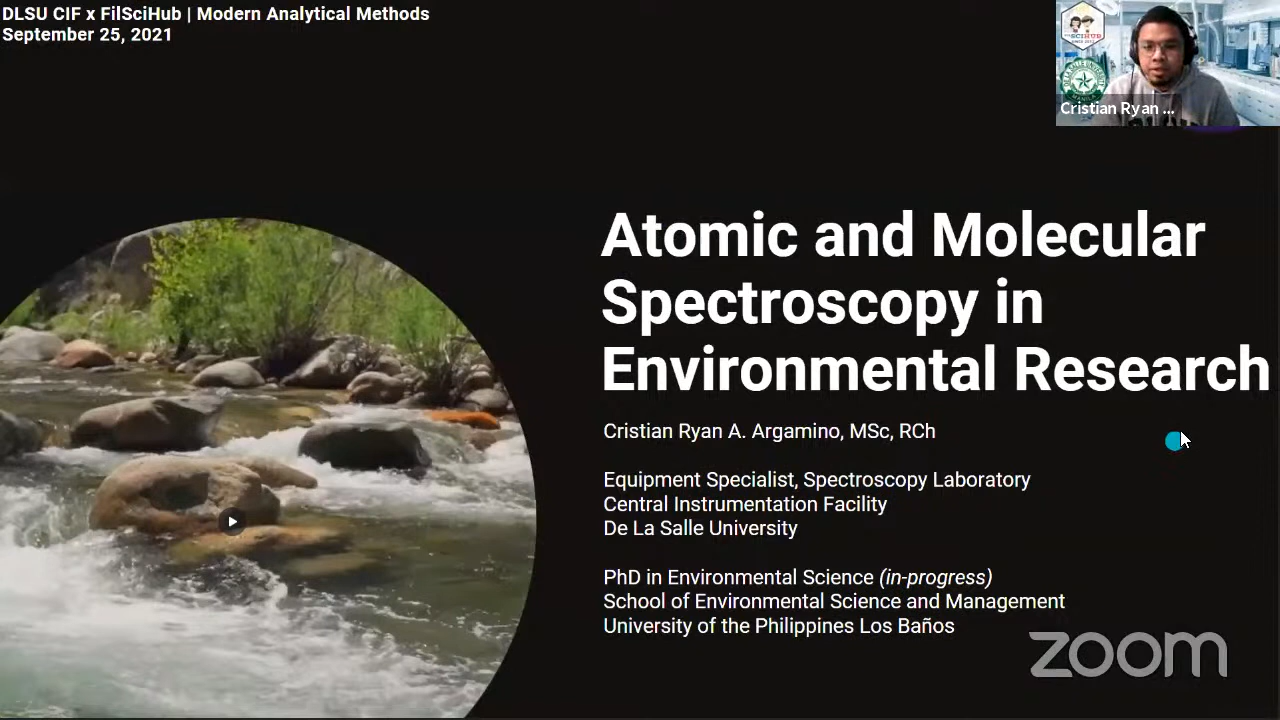 DLSU CIF x FilSciHub | Modern Analytical Methods
September 25, 2021
SCIHUB
Cristian Ryan ...
Atomic and Molecular
Spectroscopy in
Environmental Research
Cristian Ryan A. Argamino, MSc, RCh
Equipment Specialist, Spectroscopy Laboratory
Central Instrumentation Facility
De La Salle University
PhD in Environmental Science (in-progress)
School of Environmental Science and Management
University of the Philippines Los Baños
zoom